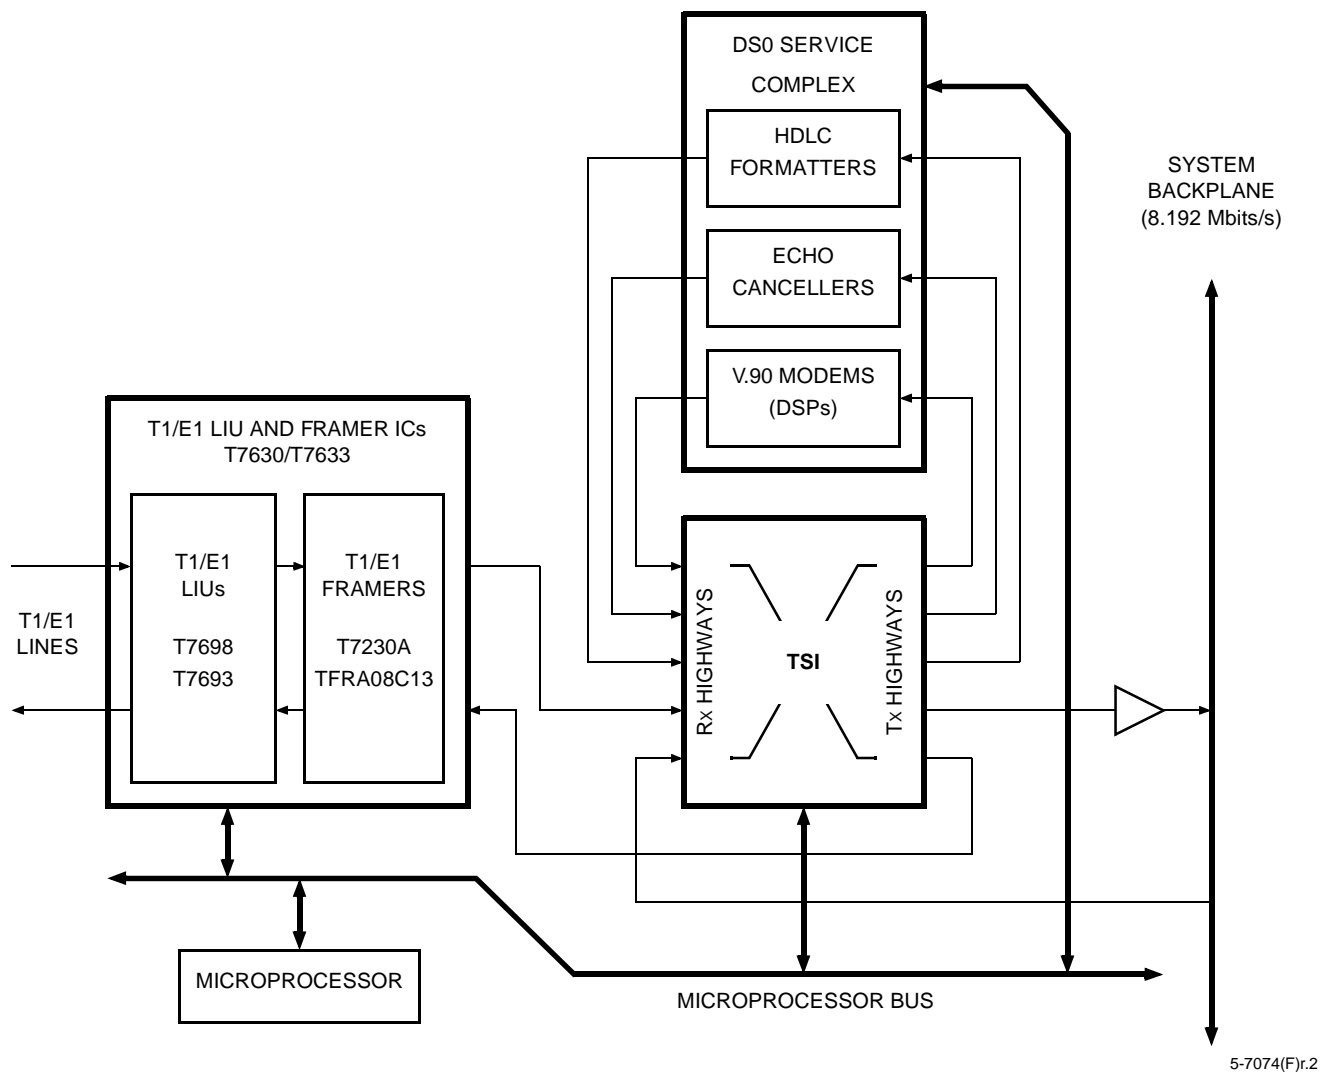 DS0 SERVICE
COMPLEX
HDLC
FORMATTERS
ECHO
CANCELLERS
V.90 MODEMS
(DSPs)
SYSTEM
BACKPLANE
(8.192 Mbits/s)
T1/E1 LIU AND FRAMER ICs
T7630/T7633
T1/E1
LIUs
T7698
T7693
T1/E1
FRAMERS
T7230A
TFRA08C13
T1/E1
LINES
RX HIGHWAYS
TSI
TX HIGHWAYS
MICROPROCESSOR
MICROPROCESSOR BUS
5-7074(F)r.2